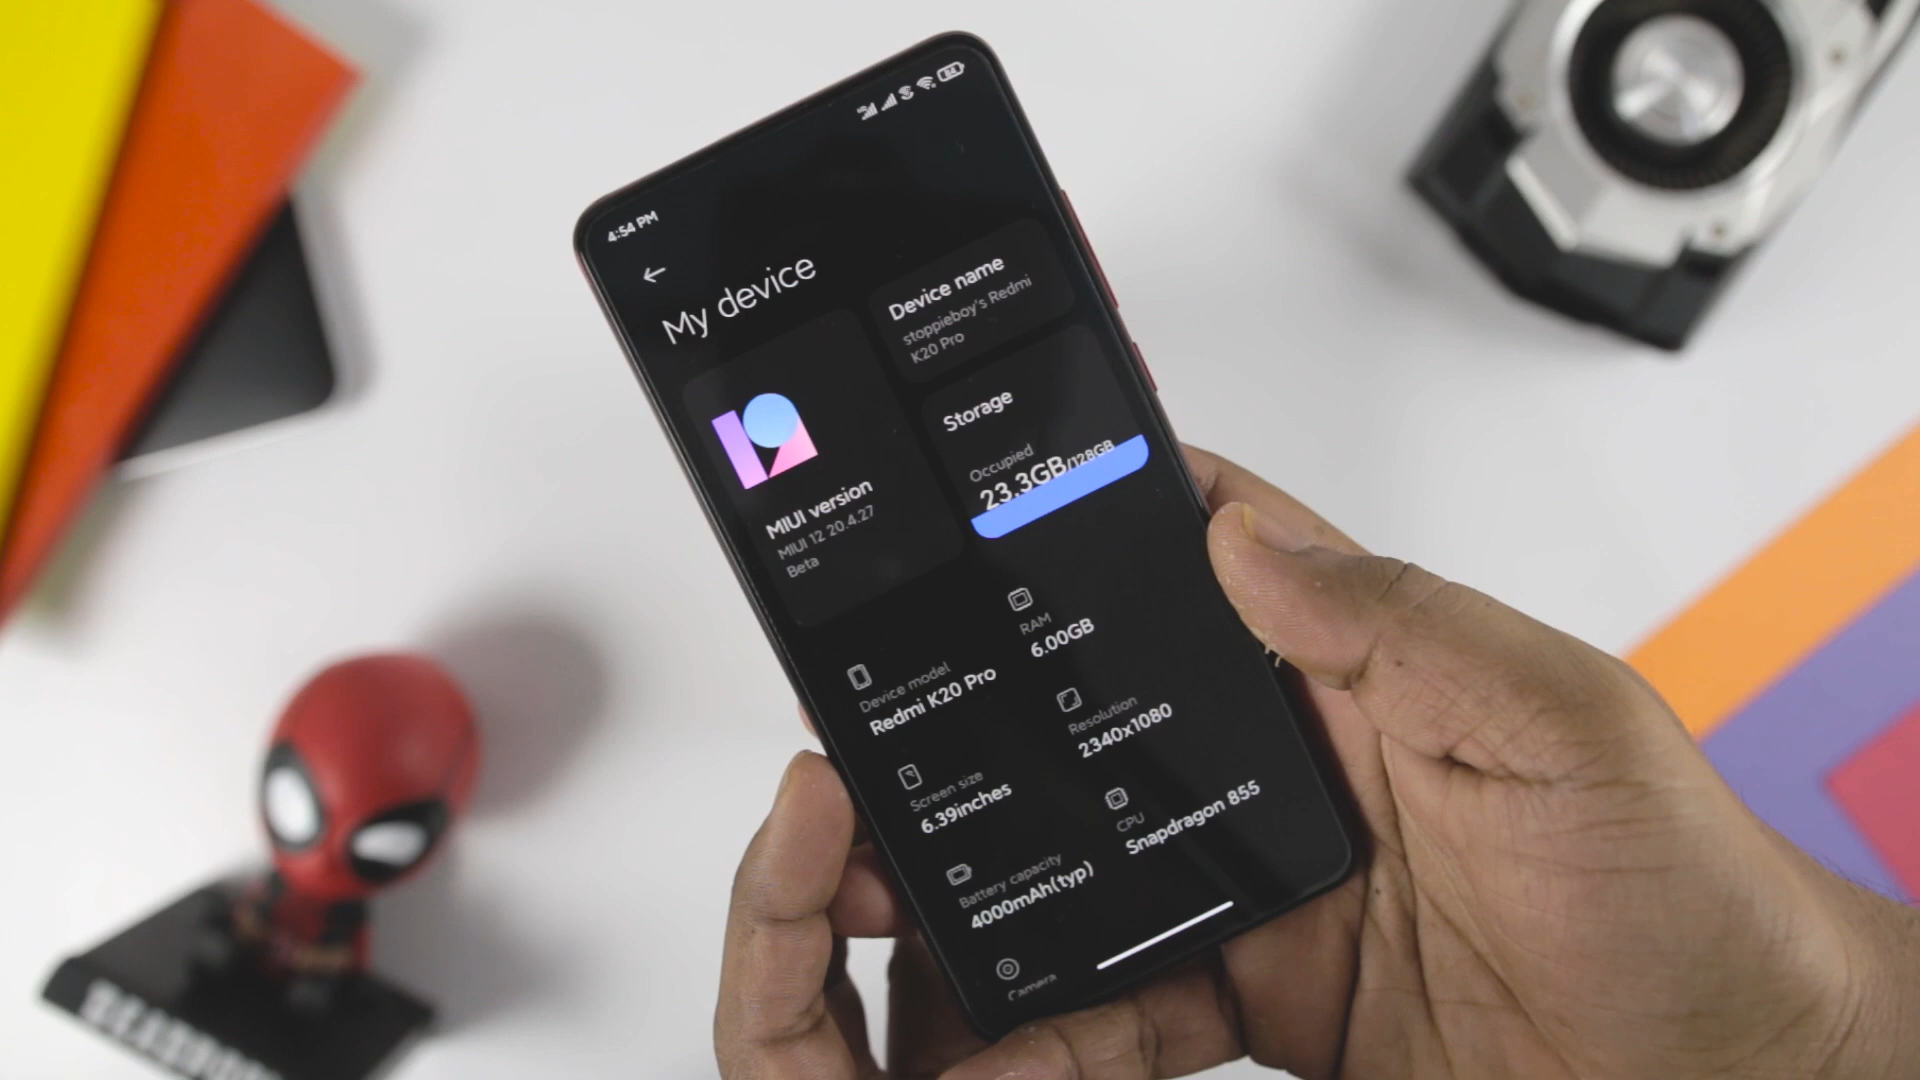 4:54 PM
84
My device
Device name
stoppieboy's Redmi
K20 Pro
MIUI version
MIUI 12 20.4.27
Beta
Storage
Occupied
23.3GB/128GB
Device model
Redmi K20 Pro
RAM
6.00GB
Screen size
6.39inches
Resolution
2340x1080
Battery capacity
4000mAh(typ)
CPU
Snapdragon 855
Camera
DEADPOOL